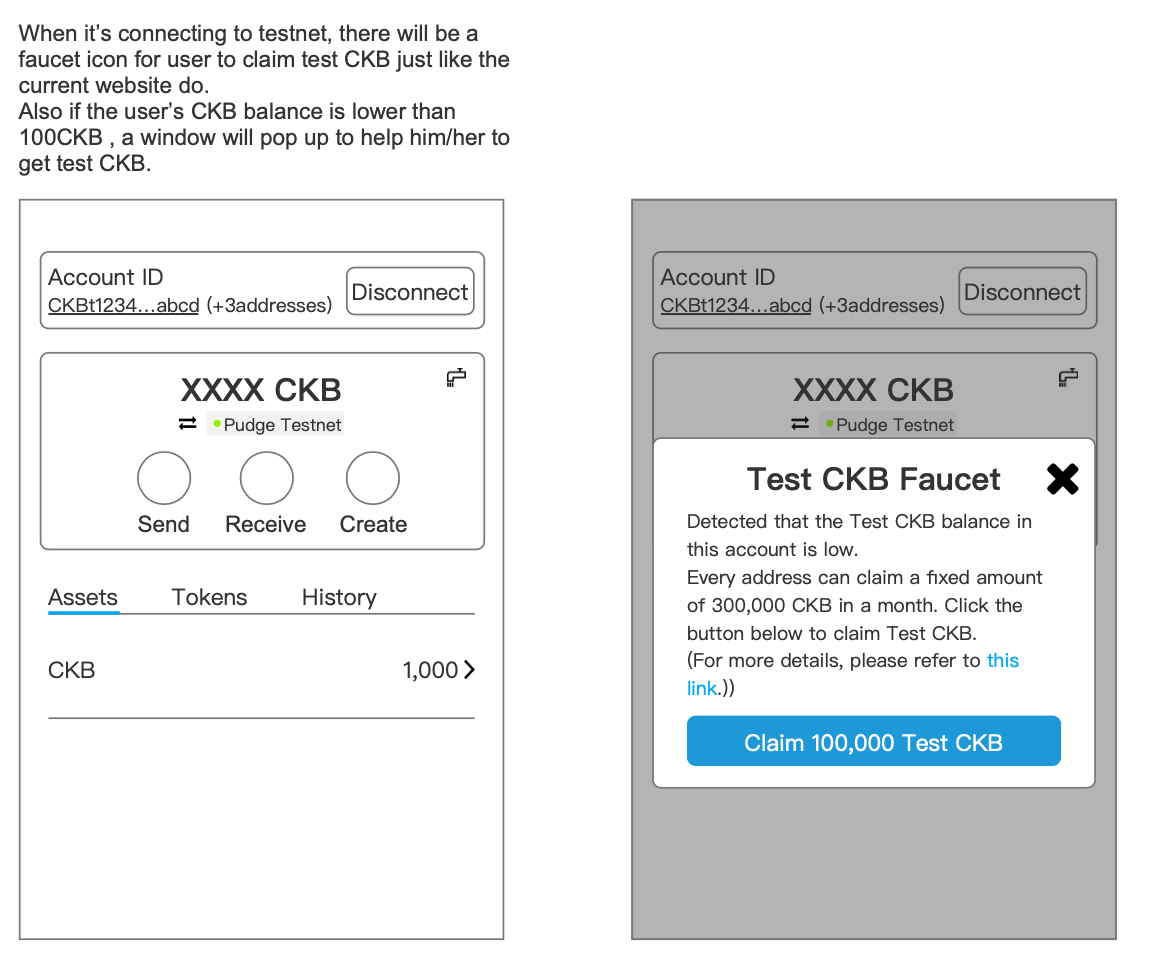 When it’s connecting to testnet, there will be a
faucet icon for user to claim test CKB just like the
current website do.
Also if the user’s CKB balance is lower than
100CKB , a window will pop up to help him/her to
get test CKB.
Account ID
CKBt1234...abcd (+3addresses)
Disconnect
XXXX CKB
Pudge Testnet
Send Receive Create
Assets Tokens History
CKB 1,000
Account ID
CKBt1234...abcd (+3addresses)
Disconnect
XXXX CKB
Pudge Testnet
Test CKB Faucet
Detected that the Test CKB balance in
this account is low.
Every address can claim a fixed amount
of 300,000 CKB in a month. Click the
button below to claim Test CKB.
(For more details, please refer to this
link.))
Claim 100,000 Test CKB